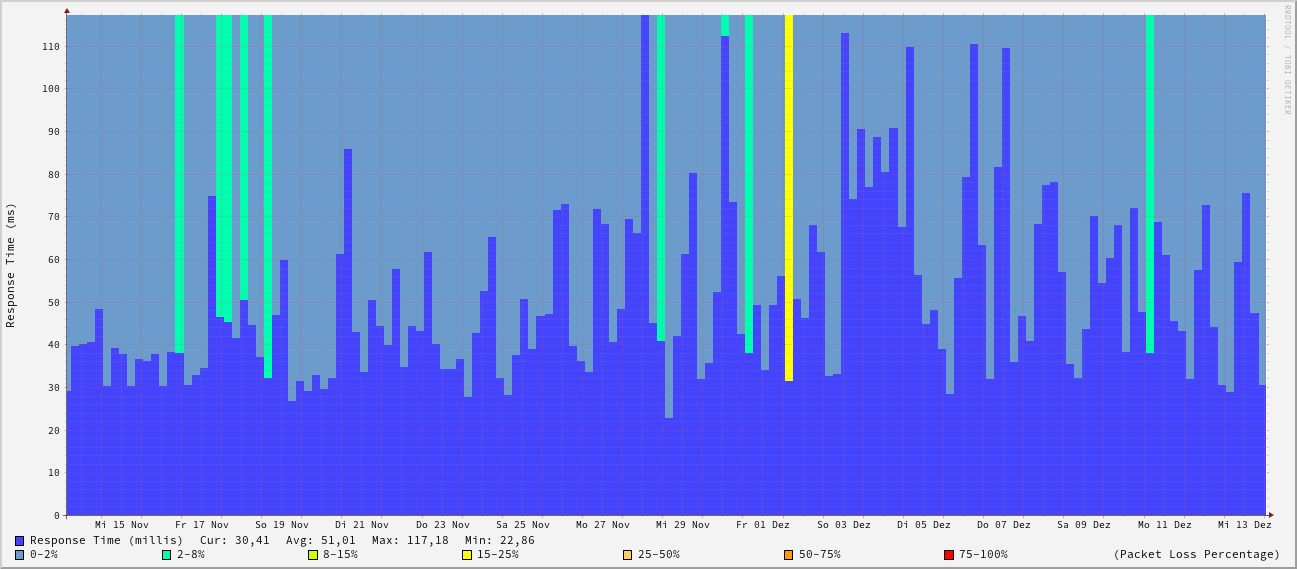 RRDTOOL / TOBI OETIKER
Response Time (ms)
110
100
90
80
70
60
50
40
30
20
10
0
Mi 15 Nov Fr 17 Nov So 19 Nov Di 21 Nov Do 23 Nov Sa 25 Nov Mo 27 Nov Mi 29 Nov Fr 01 Dez So 03 Dez Di 05 Dez Do 07 Dez Sa 09 Dez Mo 11 Dez Mi 13 Dez
Response Time (millis) Cur: 30,41 Avg: 51,01 Max: 117,18 Min: 22,86
0-2% 2-8% 8-15% 15-25% 25-50% 50-75% 75-100% (Packet Loss Percentage)